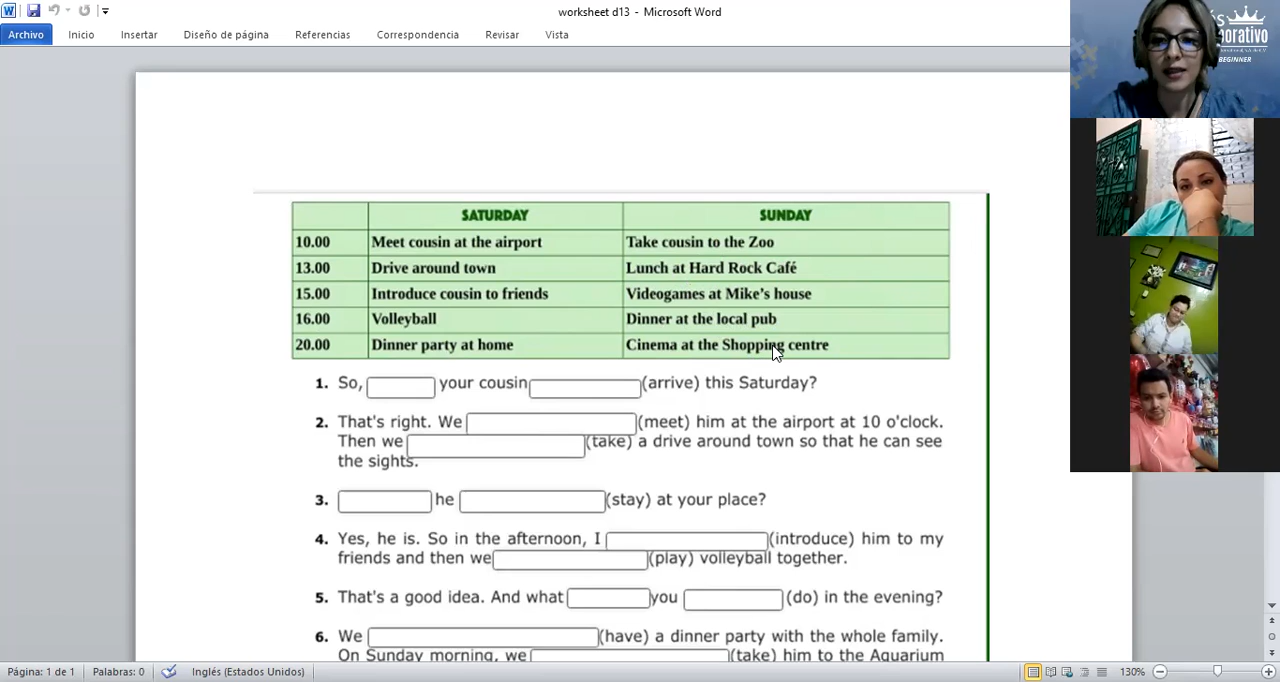 worksheet d13 - Microsoft Word
Archivo Inicio Insertar Diseño de página Referencias Correspondencia Revisar Vista
BEGINNER
SATURDAY SUNDAY
10.00 Meet cousin at the airport Take cousin to the Zoo
13.00 Drive around town Lunch at Hard Rock Café
15.00 Introduce cousin to friends Videogames at Mike's house
16.00 Volleyball Dinner at the local pub
20.00 Dinner party at home Cinema at the Shopping centre
1. So, your cousin (arrive) this Saturday?
2. That's right. We (meet) him at the airport at 10 o'clock.
Then we (take) a drive around town so that he can see
the sights.
3. he (stay) at your place?
4. Yes, he is. So in the afternoon, I (introduce) him to my
friends and then we (play) volleyball together.
5. That's a good idea. And what you (do) in the evening?
6. We (have) a dinner party with the whole family.
On Sunday morning, we (take) him to the Aquarium
Página: 1 de 1 Palabras: 0 Inglés (Estados Unidos) 130%